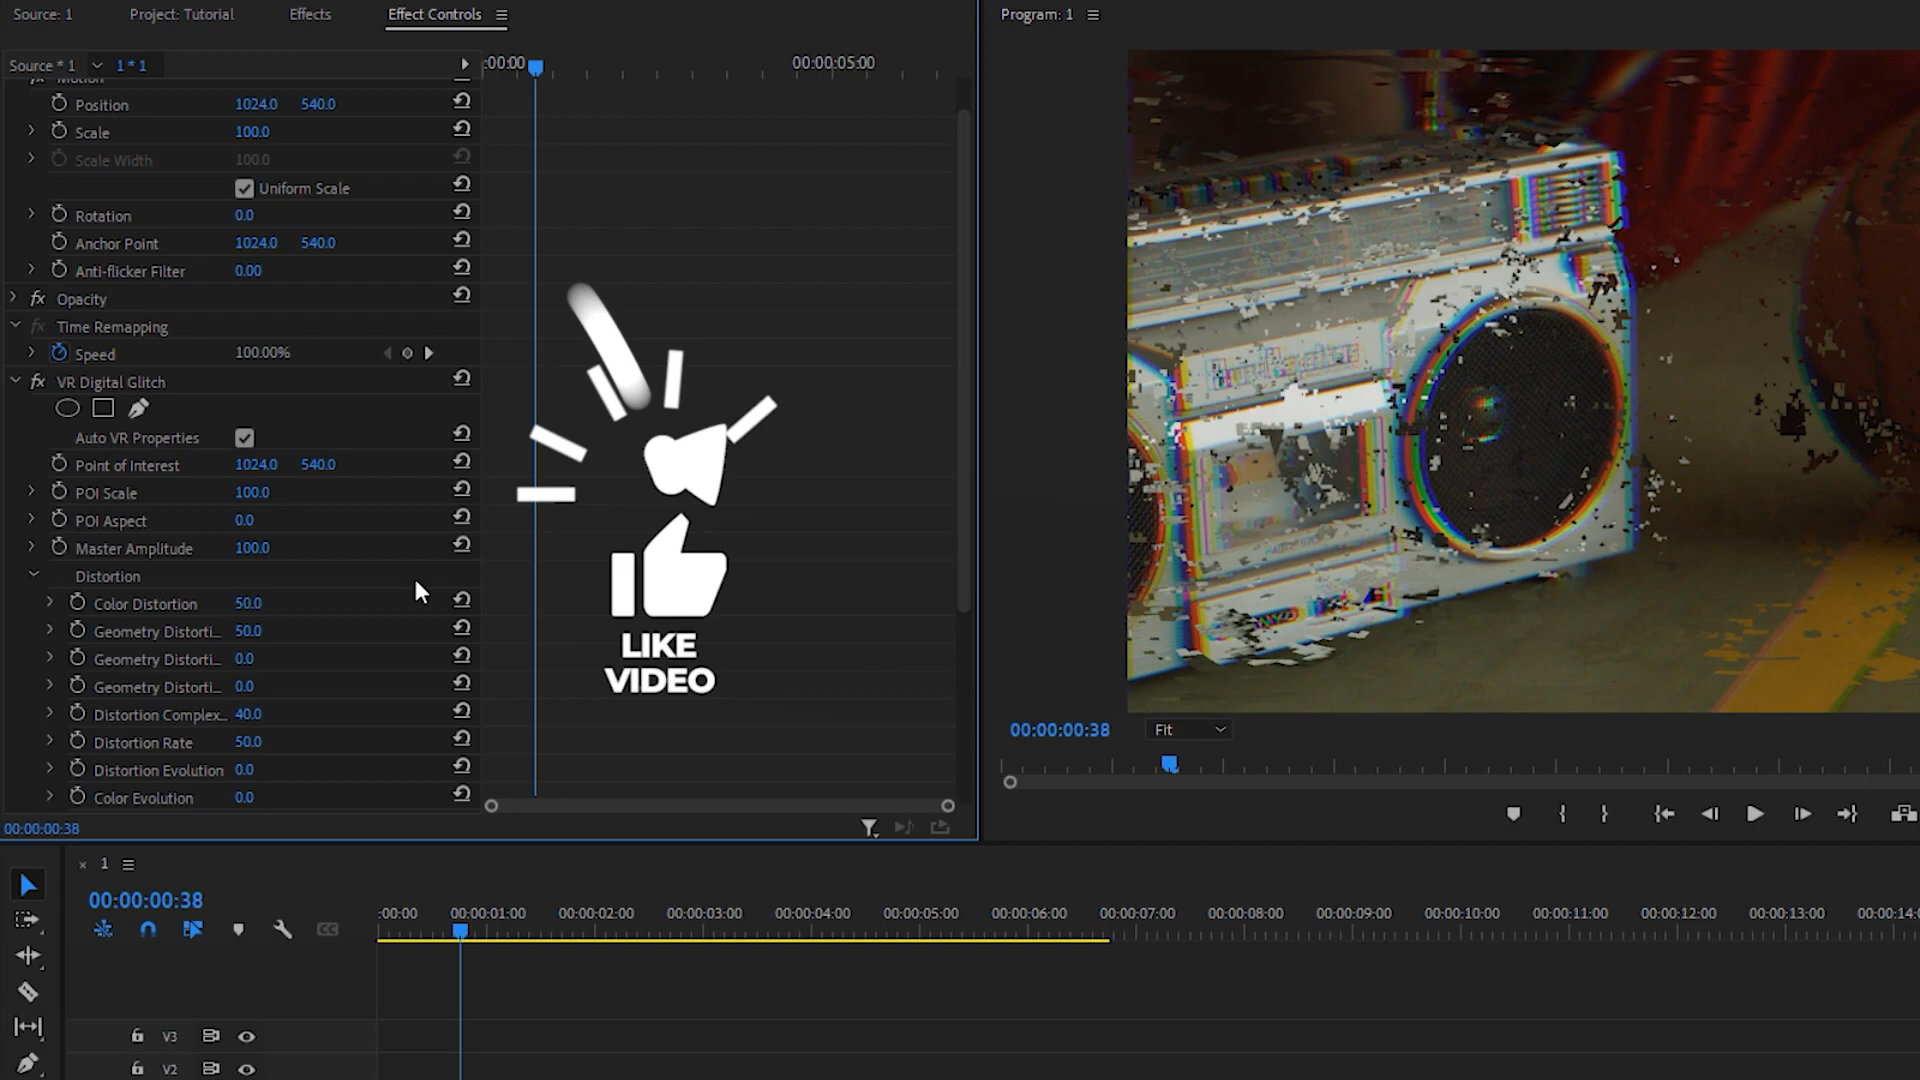 Source: 1
Project: Tutorial
Effects
Effect Controls
Program: 1
Source * 1
1 * 1
:00:00
00:00:05:00
Motion
Position 1024.0 540.0
Scale 100.0
Scale Width 100.0
Uniform Scale
Rotation 0.0
Anchor Point 1024.0 540.0
Anti-flicker Filter 0.00
fx Opacity
fx Time Remapping
Speed 100.00%
fx VR Digital Glitch
Auto VR Properties
Point of Interest 1024.0 540.0
POI Scale 100.0
POI Aspect 0.0
Master Amplitude 100.0
Distortion
Color Distortion 50.0
Geometry Distorti... 50.0
Geometry Distorti... 0.0
Geometry Distorti... 0.0
Distortion Complex... 40.0
Distortion Rate 50.0
Distortion Evolution 0.0
Color Evolution 0.0
00:00:00:38
LIKE
VIDEO
00:00:00:38
Fit
1
00:00:00:38
CC
:00:00
00:00:01:00
00:00:02:00
00:00:03:00
00:00:04:00
00:00:05:00
00:00:06:00
00:00:07:00
00:00:08:00
00:00:09:00
00:00:10:00
00:00:11:00
00:00:12:00
00:00:13:00
00:00:14:0
V3
V2